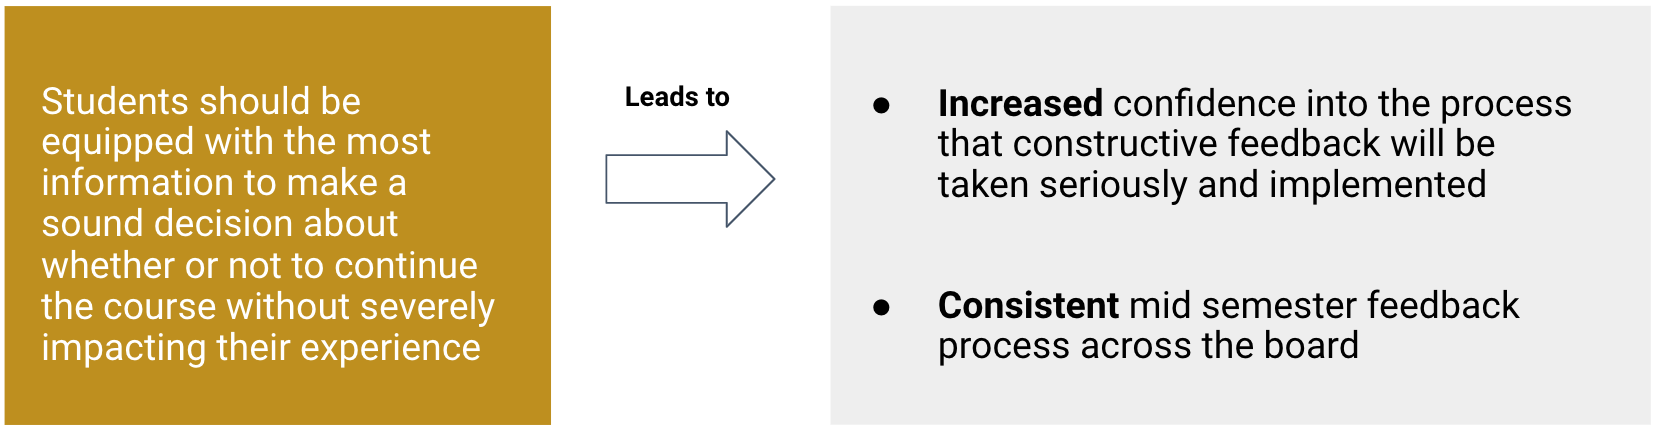 Students should be
equipped with the most
information to make a
sound decision about
whether or not to continue
the course without severely
impacting their experience
Leads to
● Increased confidence into the process
that constructive feedback will be
taken seriously and implemented
● Consistent mid semester feedback
process across the board